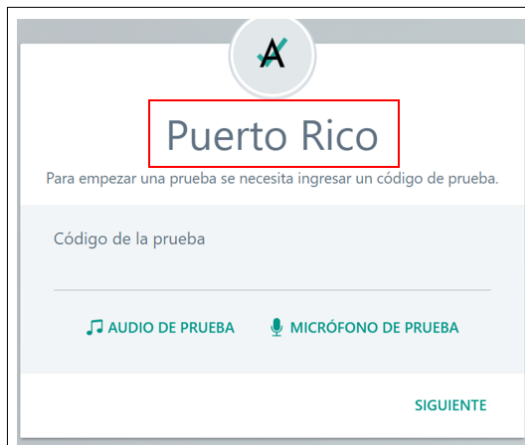 Puerto Rico
Para empezar una prueba se necesita ingresar un código de prueba.
Código de la prueba
AUDIO DE PRUEBA MICRÓFONO DE PRUEBA
SIGUIENTE